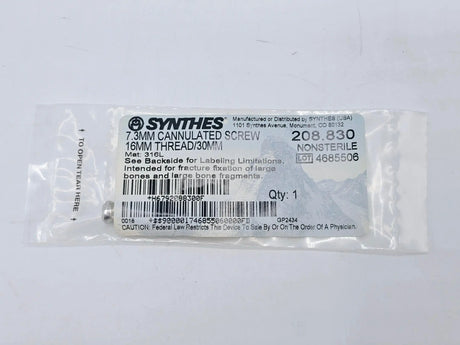 SYNTHES
Manufactured or Distributed by SYNTHES (USA)
1101 Synthes Avenue, Monument, CO 80132
7.3MM CANNULATED SCREW
208.830
16MM THREAD/30MM
NONSTERILE
Mat: 316L
LOT 4685506
See Backside for Labeling Limitations.
Intended for fracture fixation of large
bones and large bone fragments.
Qty: 1
*H6792088300F
0016
GP2434
CAUTION: Federal Law Restricts This Device To Sale By Or On The Order Of A Physician.
↑ TO OPEN TEAR HERE ↑